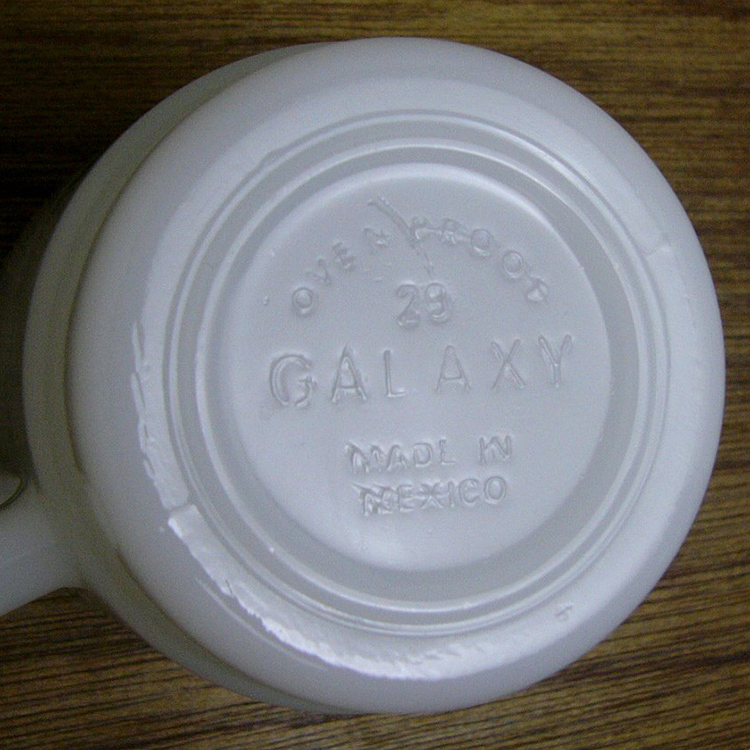 OVEN PROOF
29
GALAXY
MADE IN
MEXICO